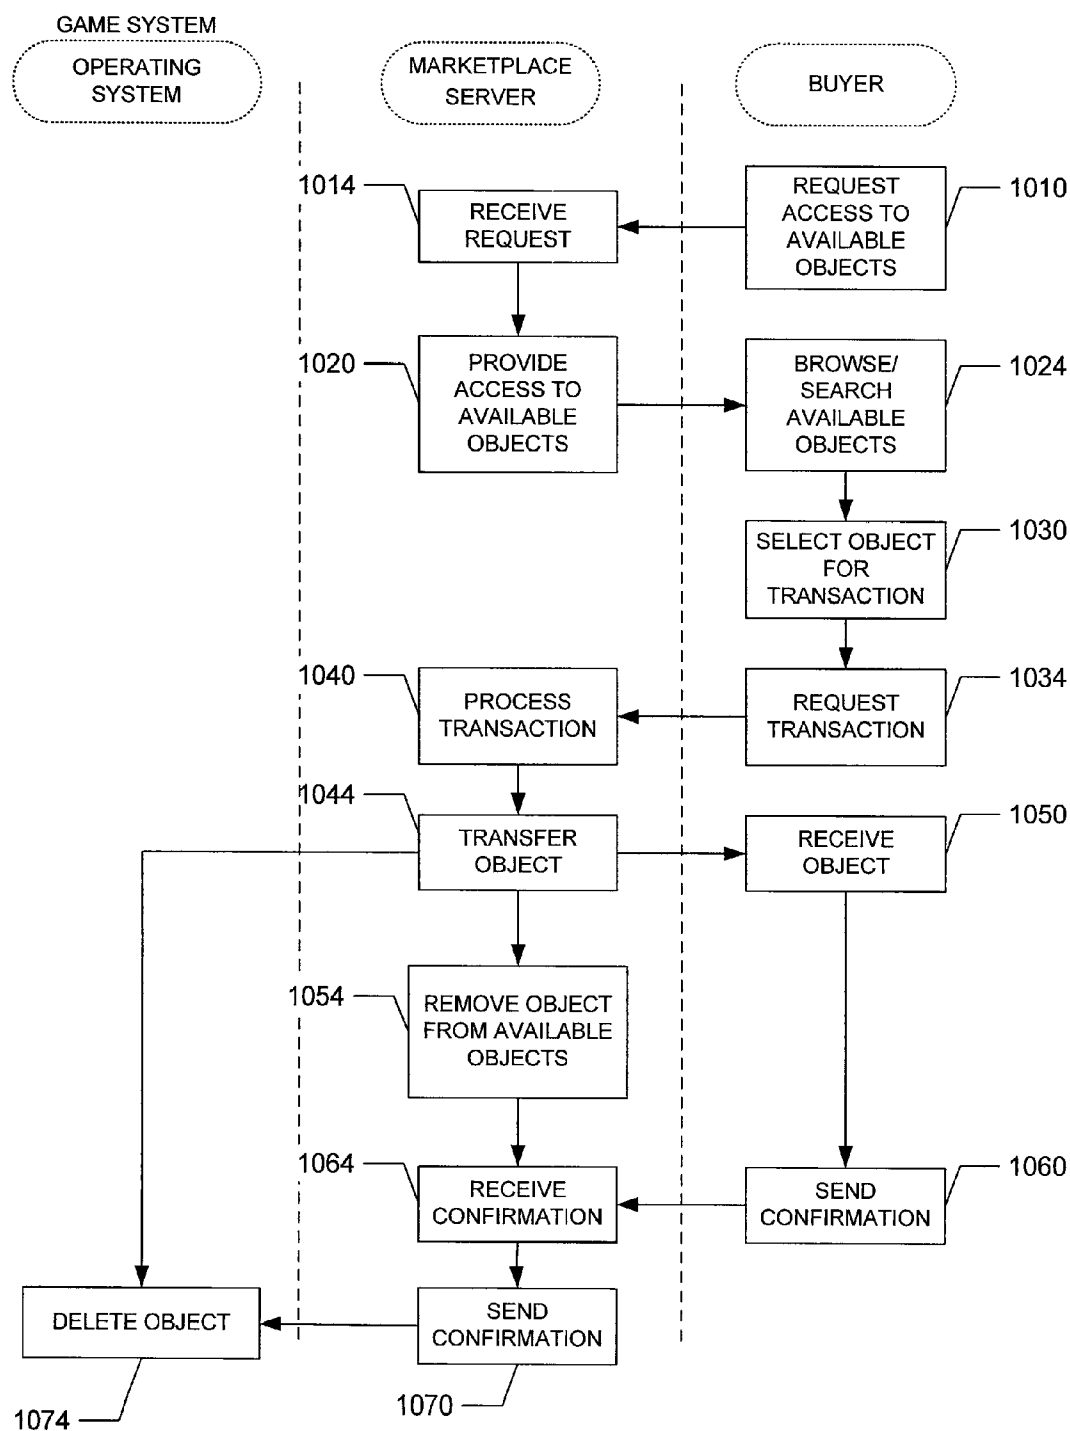 GAME SYSTEM
OPERATING
SYSTEM
MARKETPLACE
SERVER
BUYER
1014
RECEIVE
REQUEST
REQUEST
ACCESS TO
AVAILABLE
OBJECTS
1010
1020
PROVIDE
ACCESS TO
AVAILABLE
OBJECTS
BROWSE/
SEARCH
AVAILABLE
OBJECTS
1024
SELECT OBJECT
FOR
TRANSACTION
1030
1040
PROCESS
TRANSACTION
REQUEST
TRANSACTION
1034
1044
TRANSFER
OBJECT
RECEIVE
OBJECT
1050
1054
REMOVE OBJECT
FROM AVAILABLE
OBJECTS
1064
RECEIVE
CONFIRMATION
SEND
CONFIRMATION
1060
DELETE OBJECT
SEND
CONFIRMATION
1070
1074